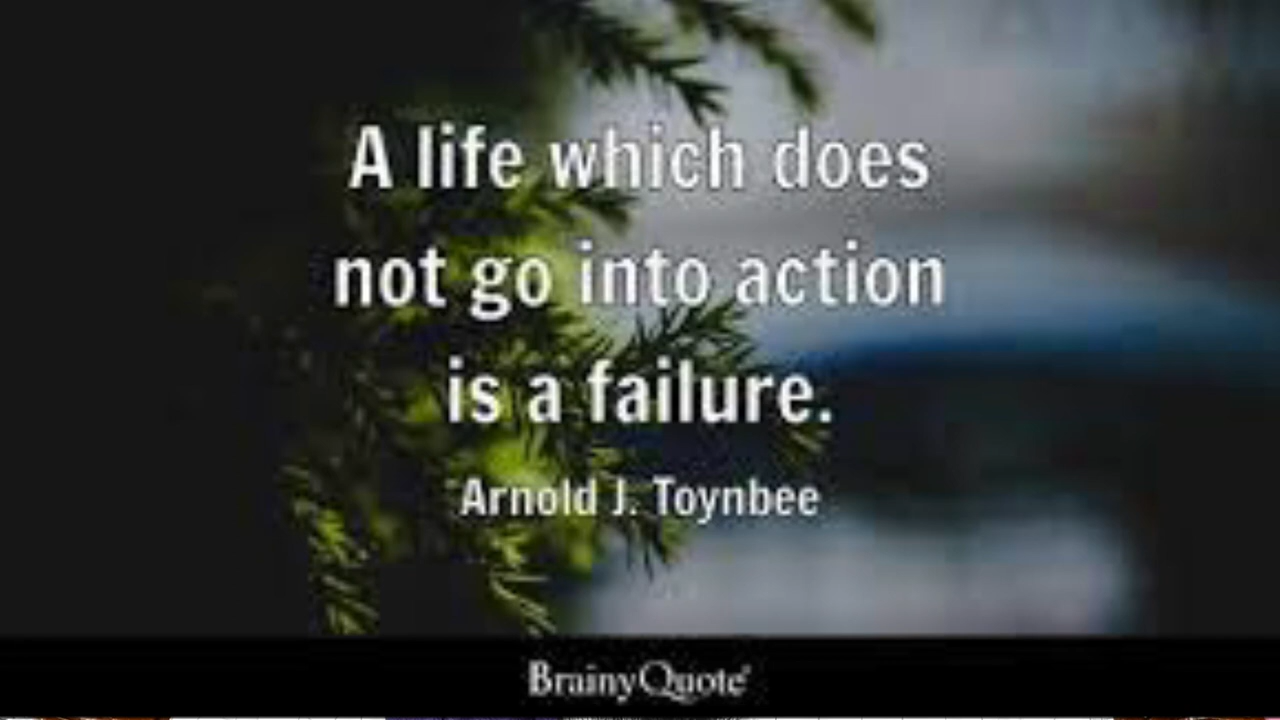 A life which does
not go into action
is a failure.
Arnold J. Toynbee
BrainyQuote®